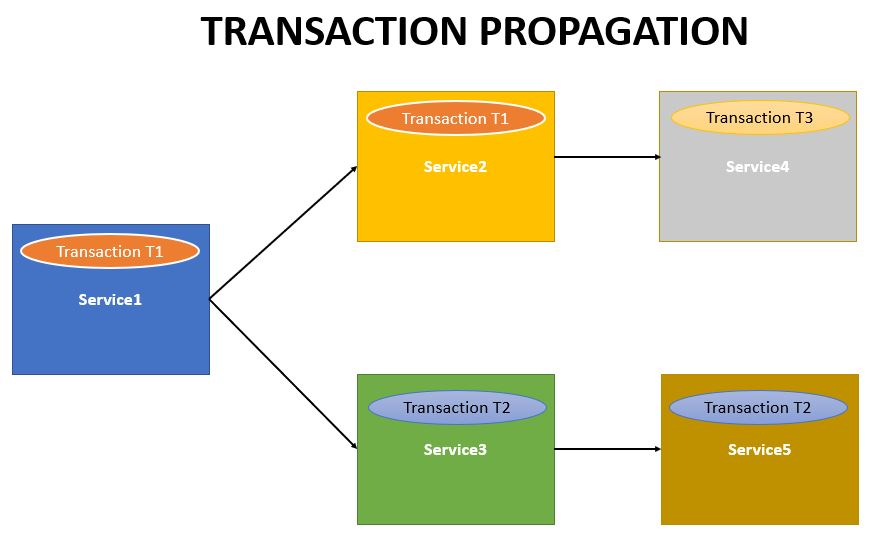 TRANSACTION PROPAGATION
Transaction T1
Service2
Transaction T3
Service4
Transaction T1
Service1
Transaction T2
Service3
Transaction T2
Service5